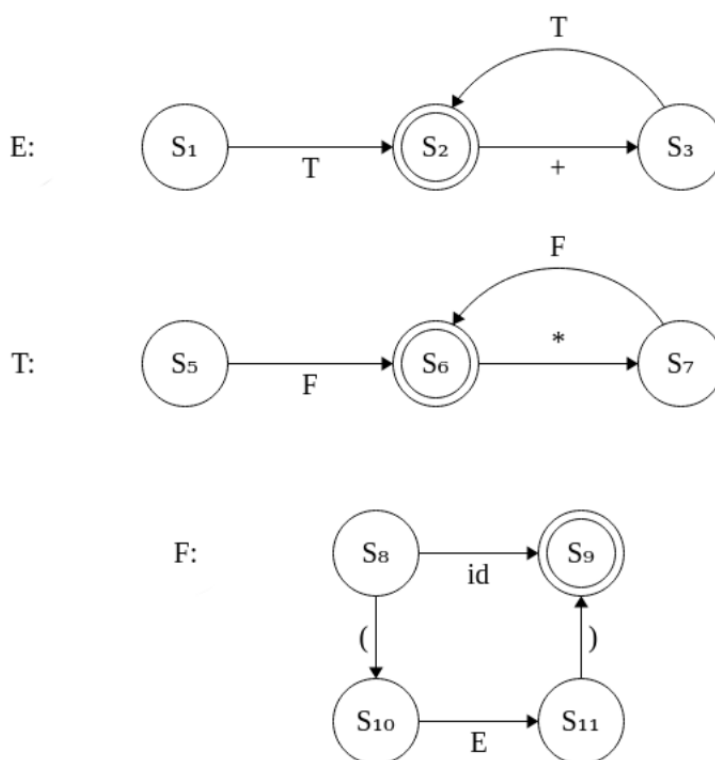 T
E: S₁ S₂ S₃
T +
F
T: S₅ S₆ * S₇
F
F: S₈ S₉
id
( )
S₁₀ S₁₁
E